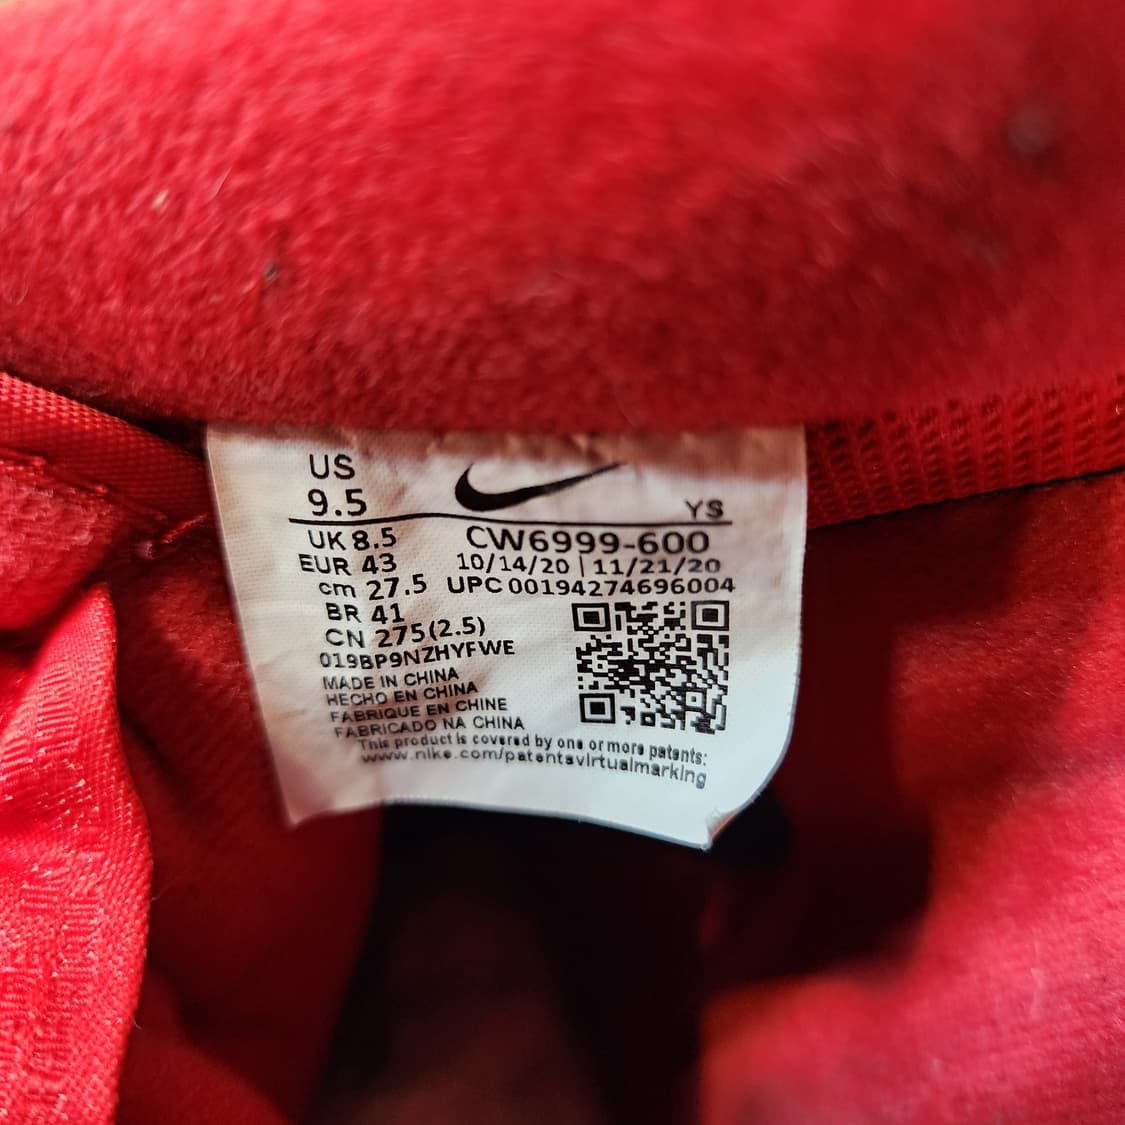 US
9.5
YS
UK 8.5
CW6999-600
EUR 43
10/14/20 | 11/21/20
cm 27.5
UPC 00194274696004
BR 41
CN 275(2.5)
019BP9NZHYFWE
MADE IN CHINA
HECHO EN CHINA
FABRIQUE EN CHINE
FABRICADO NA CHINA
This product is covered by one or more patents:
www.nike.com/patentsvirtualmarking